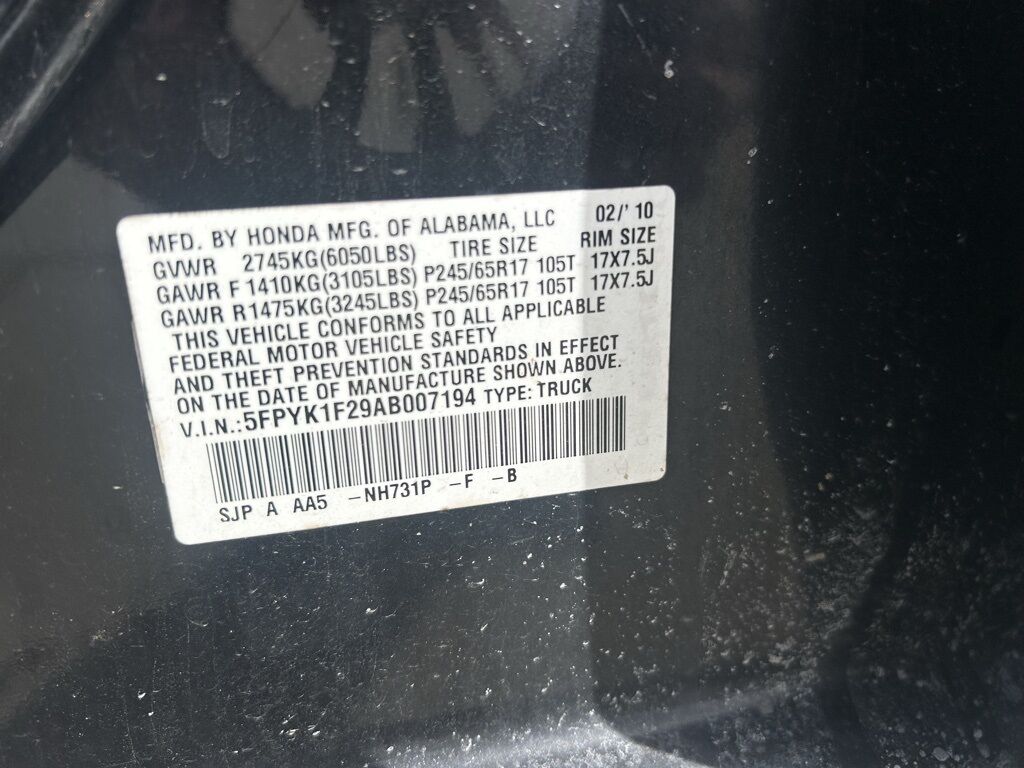 MFD. BY HONDA MFG. OF ALABAMA, LLC 02/'10
GVWR 2745KG(6050LBS) TIRE SIZE RIM SIZE
GAWR F 1410KG(3105LBS) P245/65R17 105T 17X7.5J
GAWR R1475KG(3245LBS) P245/65R17 105T 17X7.5J
THIS VEHICLE CONFORMS TO ALL APPLICABLE
FEDERAL MOTOR VEHICLE SAFETY
AND THEFT PREVENTION STANDARDS IN EFFECT
ON THE DATE OF MANUFACTURE SHOWN ABOVE.
V.I.N.:5FPYK1F29AB007194 TYPE: TRUCK
SJP A AA5 -NH731P -F -B